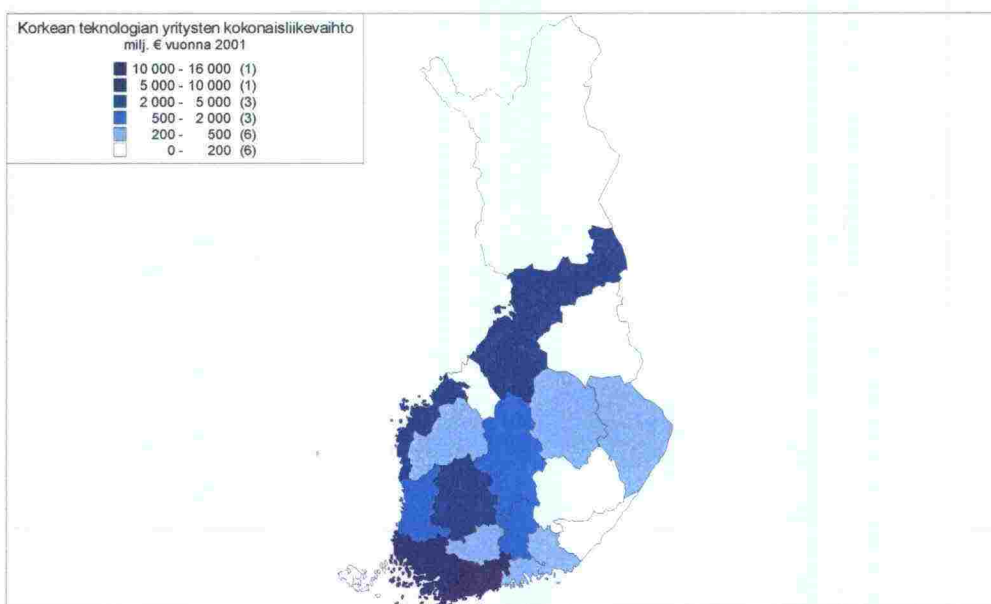 Korkean teknologian yritysten kokonaisliikevaihto
milj. € vuonna 2001
10 000 - 16 000 (1)
5 000 - 10 000 (1)
2 000 - 5 000 (3)
500 - 2 000 (3)
200 - 500 (6)
0 - 200 (6)